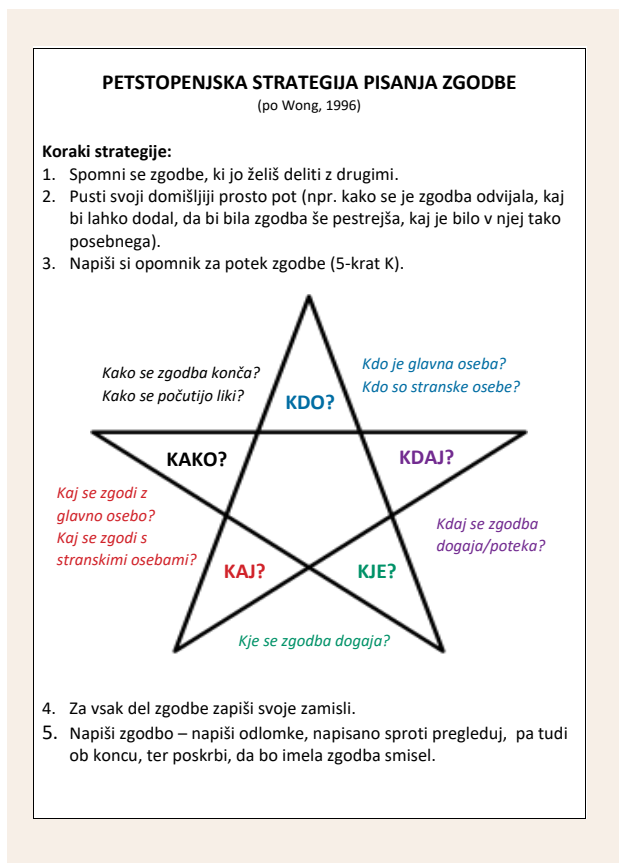 PETSTOPENJSKA STRATEGIJA PISANJA ZGODBE
(po Wong, 1996)
Koraki strategije:
1. Spomni se zgodbe, ki jo želiš deliti z drugimi.
2. Pusti svoji domišljiji prosto pot (npr. kako se je zgodba odvijala, kaj
bi lahko dodal, da bi bila zgodba še pestrejša, kaj je bilo v njej tako
posebnega).
3. Napiši si opomnik za potek zgodbe (5-krat K).
Kako se zgodba konča?
Kako se počutijo liki?
KDO?
Kdo je glavna oseba?
Kdo so stranske osebe?
KAKO?
KDAJ?
Kaj se zgodi z
glavno osebo?
Kaj se zgodi s
stranskimi osebami?
Kdaj se zgodba
dogaja/poteka?
KAJ?
KJE?
Kje se zgodba dogaja?
4. Za vsak del zgodbe zapiši svoje zamisli.
5. Napiši zgodbo – napiši odlomke, napisano sproti pregleduj, pa tudi
ob koncu, ter poskrbi, da bo imela zgodba smisel.